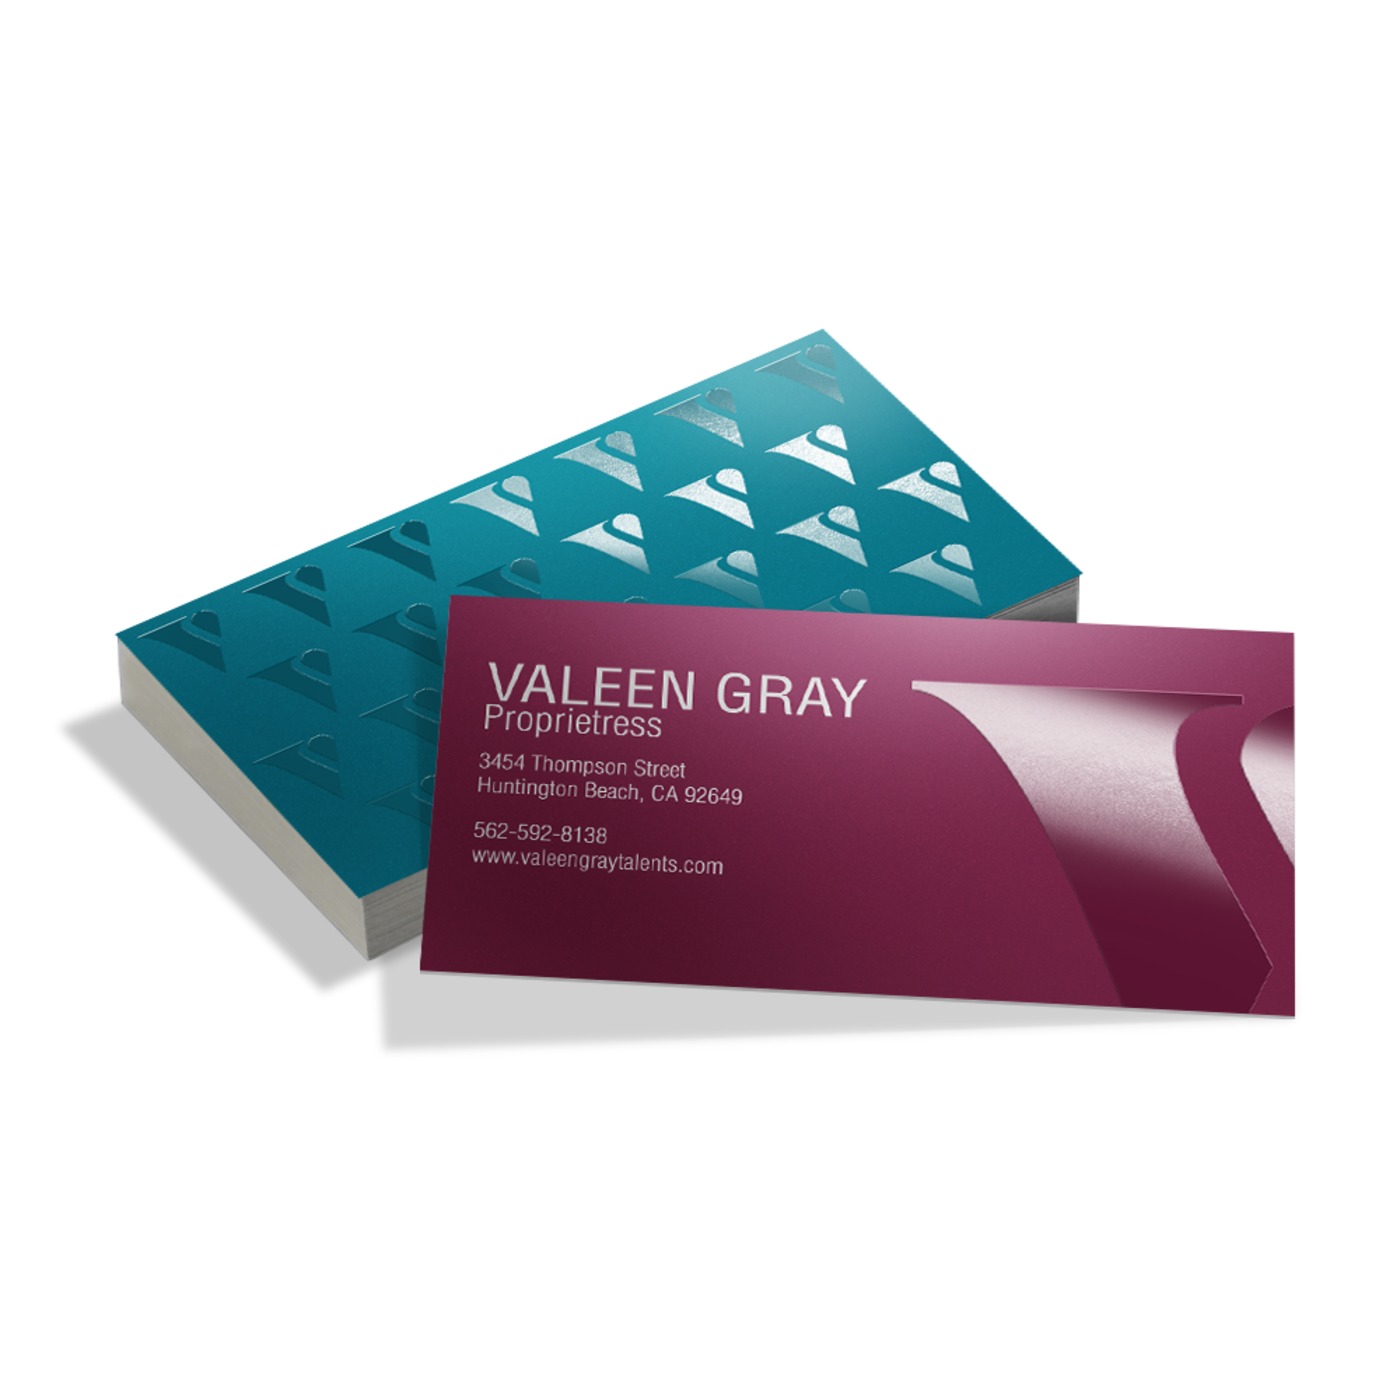 VALEEN GRAY
Proprietress
3454 Thompson Street
Huntington Beach, CA 92649
562-592-8138
www.valeengraytalents.com